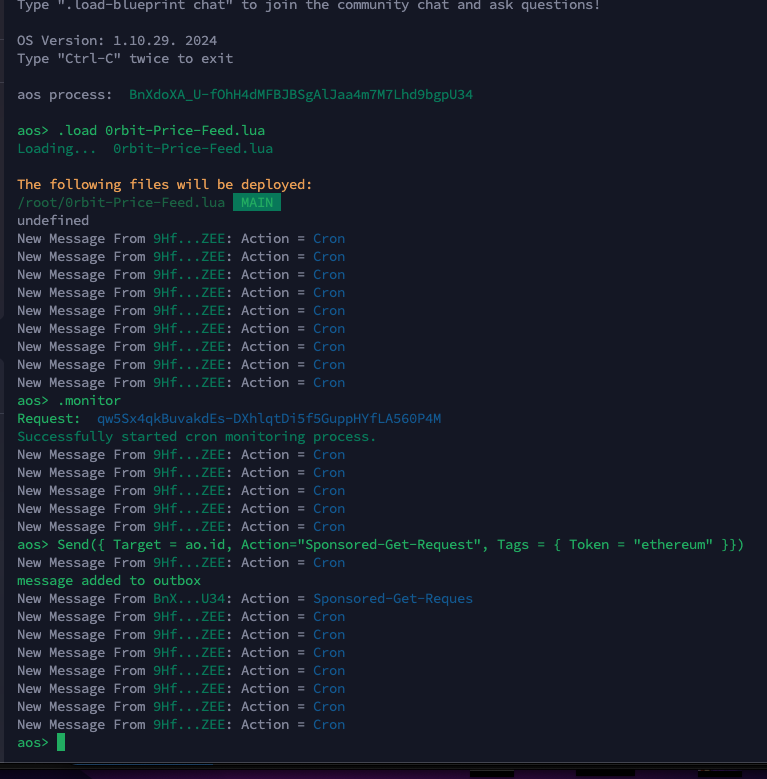 Type ".load-blueprint chat" to join the community chat and ask questions!
OS Version: 1.10.29. 2024
Type "Ctrl-C" twice to exit
aos process:  BnXdoXA_U-fOhH4dMFBJBSgAlJaa4m7M7Lhd9bgpU34
aos> .load 0rbit-Price-Feed.lua
Loading...  0rbit-Price-Feed.lua
The following files will be deployed:
/root/0rbit-Price-Feed.lua MAIN
undefined
New Message From 9Hf...ZEE: Action = Cron
New Message From 9Hf...ZEE: Action = Cron
New Message From 9Hf...ZEE: Action = Cron
New Message From 9Hf...ZEE: Action = Cron
New Message From 9Hf...ZEE: Action = Cron
New Message From 9Hf...ZEE: Action = Cron
New Message From 9Hf...ZEE: Action = Cron
New Message From 9Hf...ZEE: Action = Cron
New Message From 9Hf...ZEE: Action = Cron
aos> .monitor
Request:  qw5Sx4qkBuvakdEs-DXhlqtDi5f5GuppHYfLA560P4M
Successfully started cron monitoring process.
New Message From 9Hf...ZEE: Action = Cron
New Message From 9Hf...ZEE: Action = Cron
New Message From 9Hf...ZEE: Action = Cron
New Message From 9Hf...ZEE: Action = Cron
New Message From 9Hf...ZEE: Action = Cron
aos> Send({ Target = ao.id, Action="Sponsored-Get-Request", Tags = { Token = "ethereum" }})
New Message From 9Hf...ZEE: Action = Cron
message added to outbox
New Message From BnX...U34: Action = Sponsored-Get-Reques
New Message From 9Hf...ZEE: Action = Cron
New Message From 9Hf...ZEE: Action = Cron
New Message From 9Hf...ZEE: Action = Cron
New Message From 9Hf...ZEE: Action = Cron
New Message From 9Hf...ZEE: Action = Cron
New Message From 9Hf...ZEE: Action = Cron
New Message From 9Hf...ZEE: Action = Cron
aos>